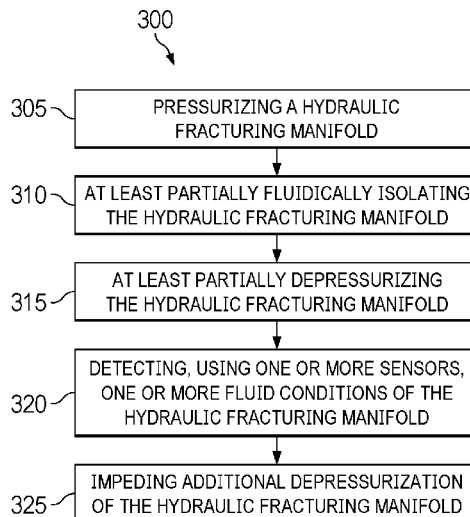 300
305
PRESSURIZING A HYDRAULIC
FRACTURING MANIFOLD
310
AT LEAST PARTIALLY FLUIDICALLY ISOLATING
THE HYDRAULIC FRACTURING MANIFOLD
315
AT LEAST PARTIALLY DEPRESSURIZING
THE HYDRAULIC FRACTURING MANIFOLD
320
DETECTING, USING ONE OR MORE SENSORS,
ONE OR MORE FLUID CONDITIONS OF THE
HYDRAULIC FRACTURING MANIFOLD
325
IMPEDING ADDITIONAL DEPRESSURIZATION
OF THE HYDRAULIC FRACTURING MANIFOLD